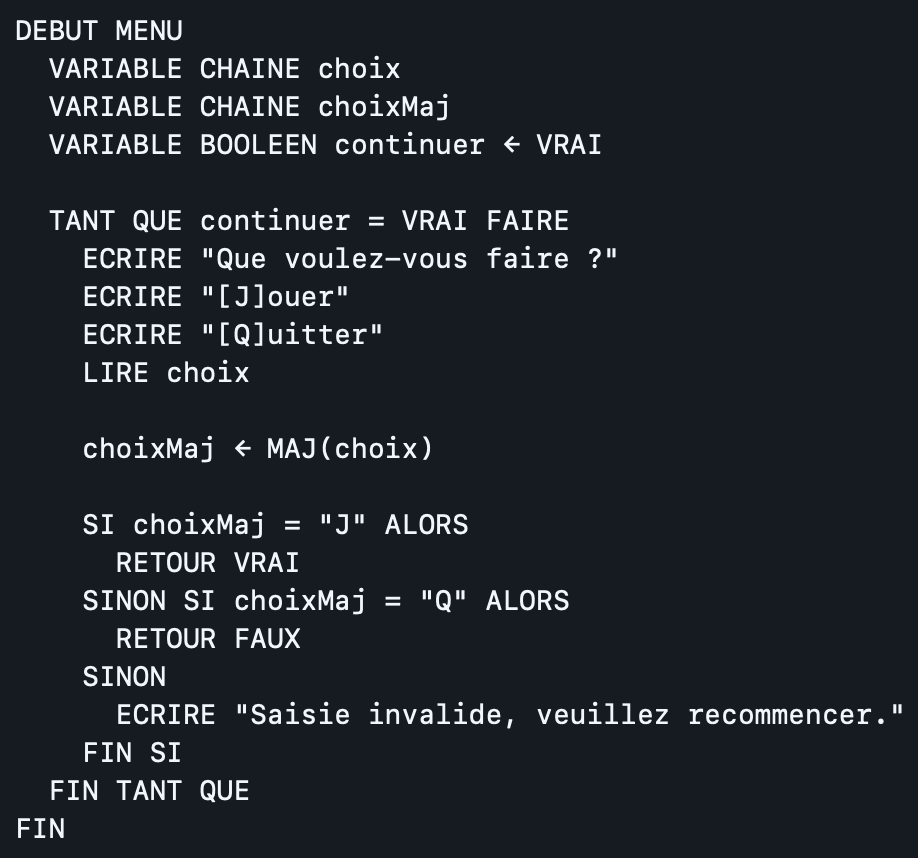 DEBUT MENU
  VARIABLE CHAINE choix
  VARIABLE CHAINE choixMaj
  VARIABLE BOOLEEN continuer ← VRAI

  TANT QUE continuer = VRAI FAIRE
    ECRIRE "Que voulez-vous faire ?"
    ECRIRE "[J]ouer"
    ECRIRE "[Q]uitter"
    LIRE choix

    choixMaj ← MAJ(choix)

    SI choixMaj = "J" ALORS
      RETOUR VRAI
    SINON SI choixMaj = "Q" ALORS
      RETOUR FAUX
    SINON
      ECRIRE "Saisie invalide, veuillez recommencer."
    FIN SI
  FIN TANT QUE
FIN